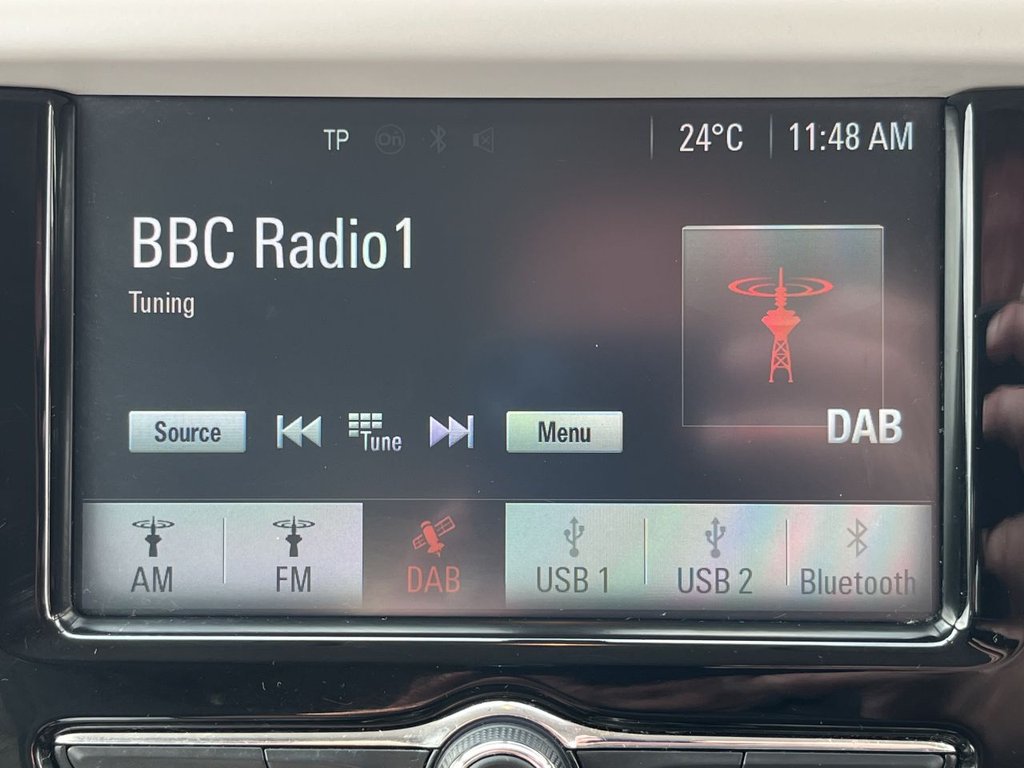 TP On 24°C 11:48 AM
BBC Radio1
Tuning
Source Tune Menu
DAB
AM FM DAB USB 1 USB 2 Bluetooth